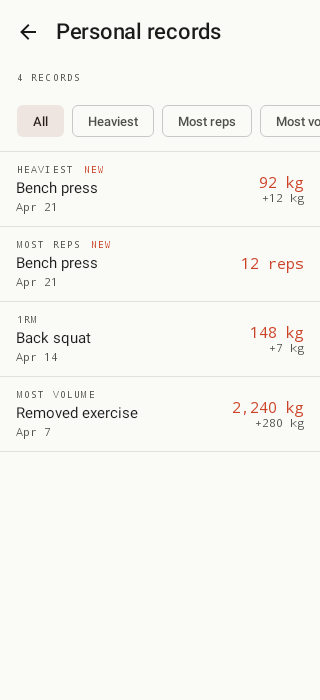 Personal records
4 RECORDS
All
Heaviest
Most reps
Most vo
HEAVIEST NEW
Bench press
Apr 21
92 kg
+12 kg
MOST REPS NEW
Bench press
Apr 21
12 reps
1RM
Back squat
Apr 14
148 kg
+7 kg
MOST VOLUME
Removed exercise
Apr 7
2,240 kg
+280 kg